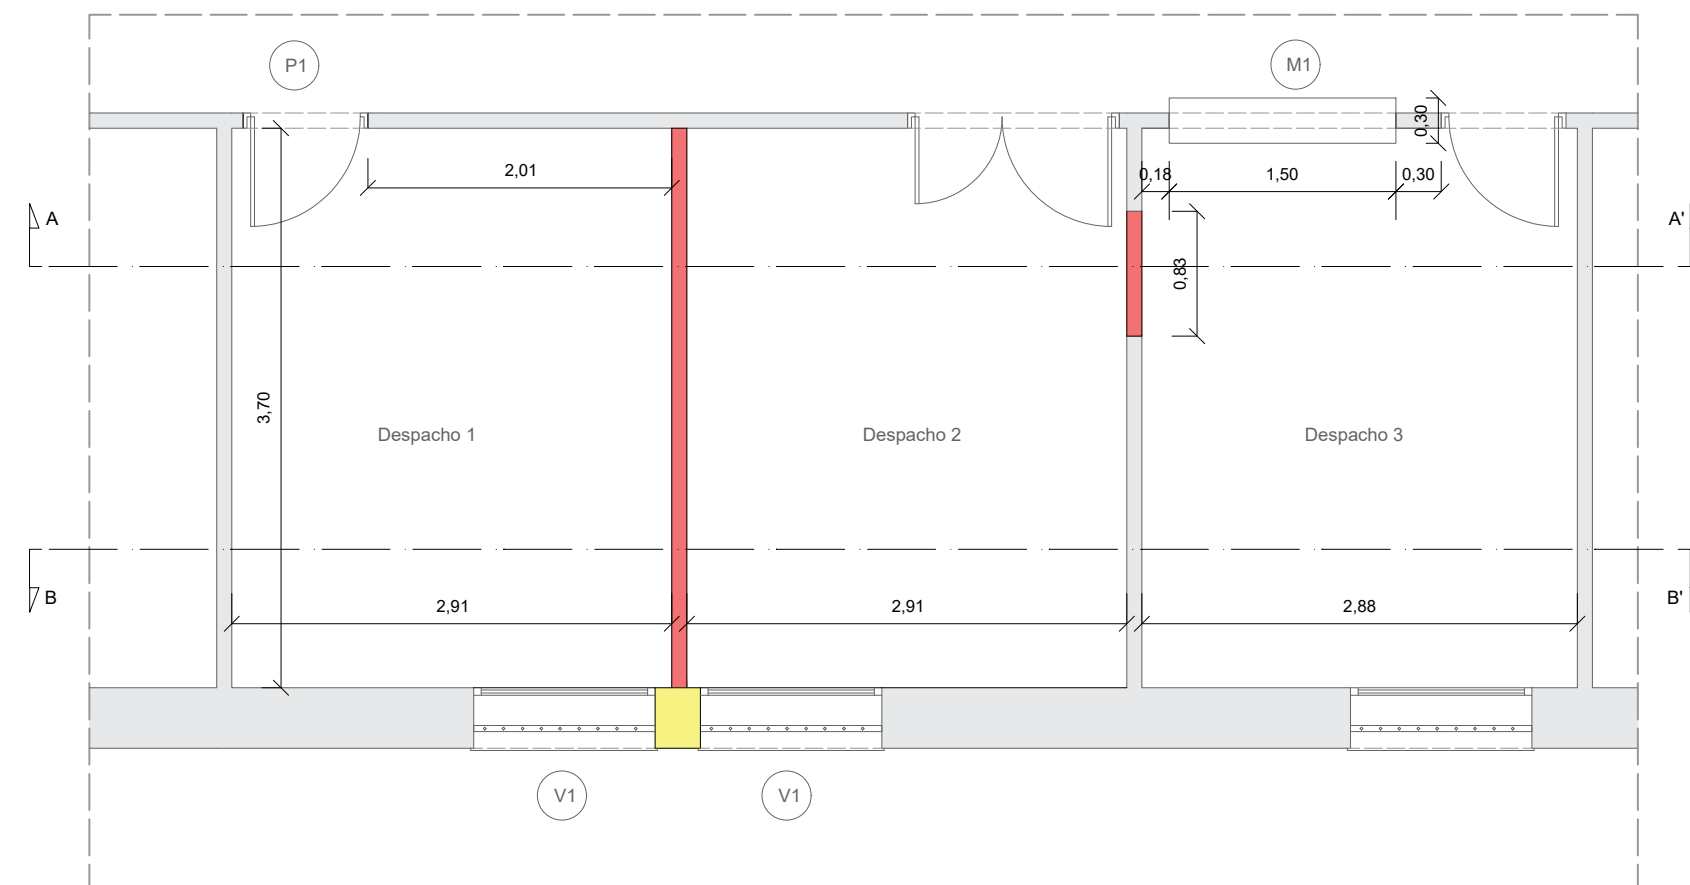 P1
M1
0,30
2,01
0,18
1,50
0,30
A
A'
0,83
3,70
Despacho 1
Despacho 2
Despacho 3
B
2,91
2,91
2,88
B'
V1
V1